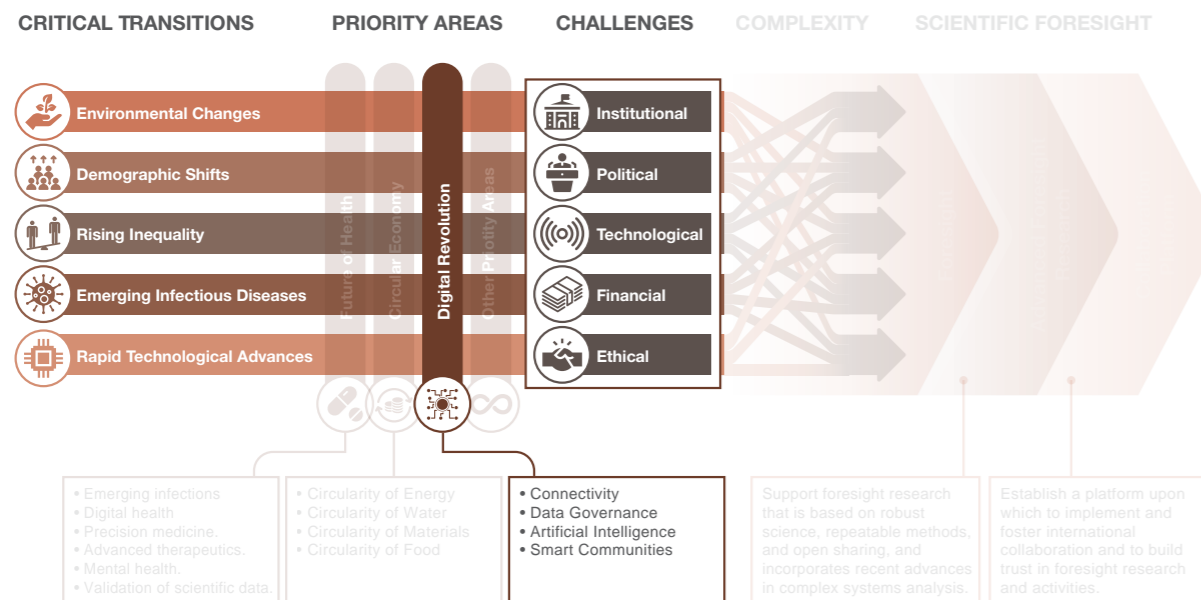 CRITICAL TRANSITIONS
PRIORITY AREAS
CHALLENGES
COMPLEXITY
SCIENTIFIC FORESIGHT
Environmental Changes
Demographic Shifts
Rising Inequality
Emerging Infectious Diseases
Rapid Technological Advances
Future of Health
Circular Economy
Digital Revolution
Other Priotity Areas
Institutional
Political
Technological
Financial
Ethical
• Emerging infections
• Digital health
• Precision medicine.
• Advanced therapeutics.
• Mental health.
• Validation of scientific data.
• Circularity of Energy
• Circularity of Water
• Circularity of Materials
• Circularity of Food
• Connectivity
• Data Governance
• Artificial Intelligence
• Smart Communities
Support foresight research
that is based on robust
science, repeatable methods,
and open sharing, and
incorporates recent advances
in complex systems analysis.
Establish a platform upon
which to implement and
foster international
collaboration and to build
trust in foresight research
and activities.